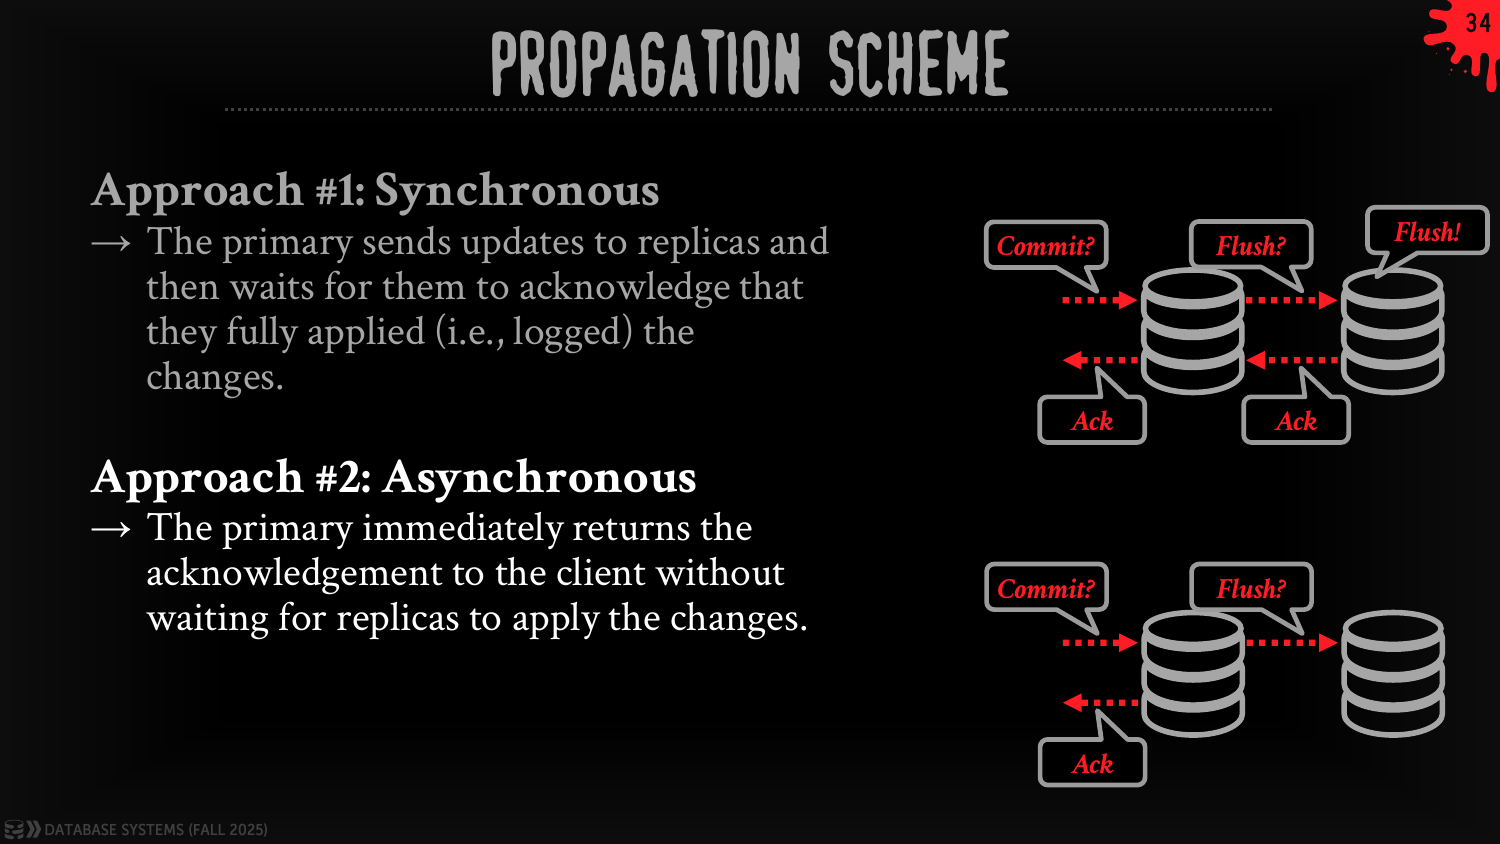 PROPAGATION SCHEME
34
Approach #1: Synchronous
→ The primary sends updates to replicas and
then waits for them to acknowledge that
they fully applied (i.e., logged) the
changes.
Commit?
Flush?
Flush!
Ack
Ack
Approach #2: Asynchronous
→ The primary immediately returns the
acknowledgement to the client without
waiting for replicas to apply the changes.
Commit?
Flush?
Ack
DATABASE SYSTEMS (FALL 2025)